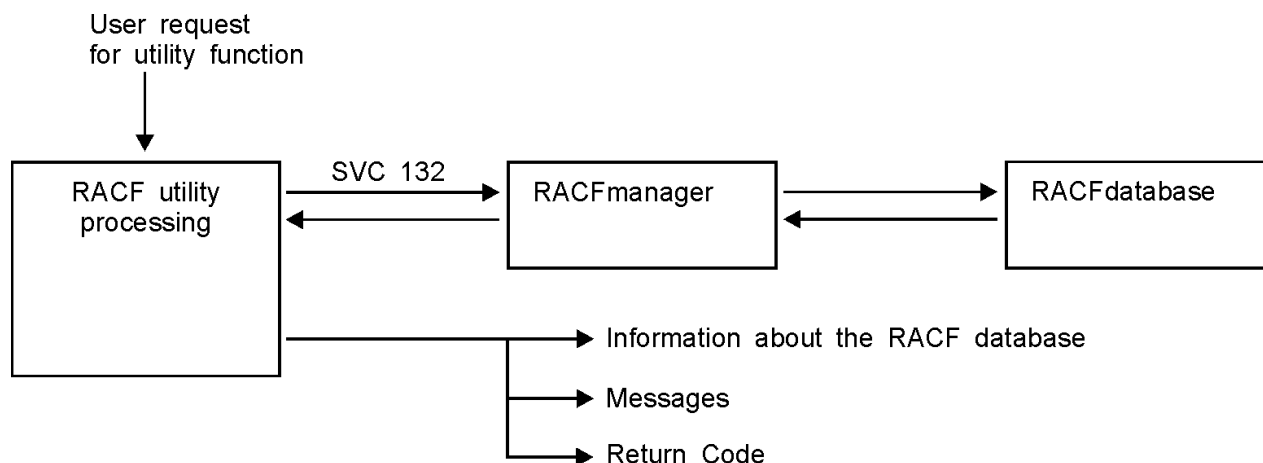 User request
for utility function
RACF utility
processing
SVC 132
RACFmanager
RACFdatabase
Information about the RACF database
Messages
Return Code